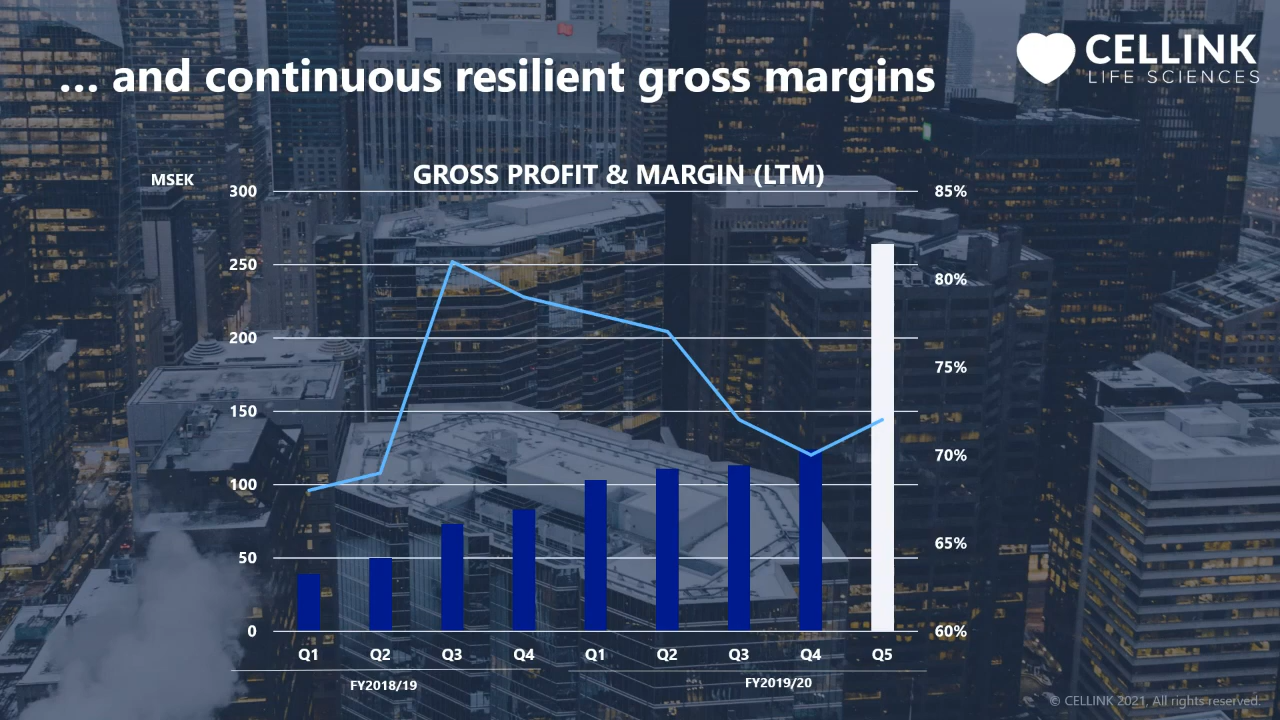 ... and continuous resilient gross margins
CELLINK
LIFE SCIENCES
GROSS PROFIT & MARGIN (LTM)
MSEK
300 85%
250 80%
200 75%
150 70%
100 65%
50 60%
0
Q1 Q2 Q3 Q4 Q1 Q2 Q3 Q4 Q5
FY2018/19 FY2019/20
© CELLINK 2021, All rights reserved.